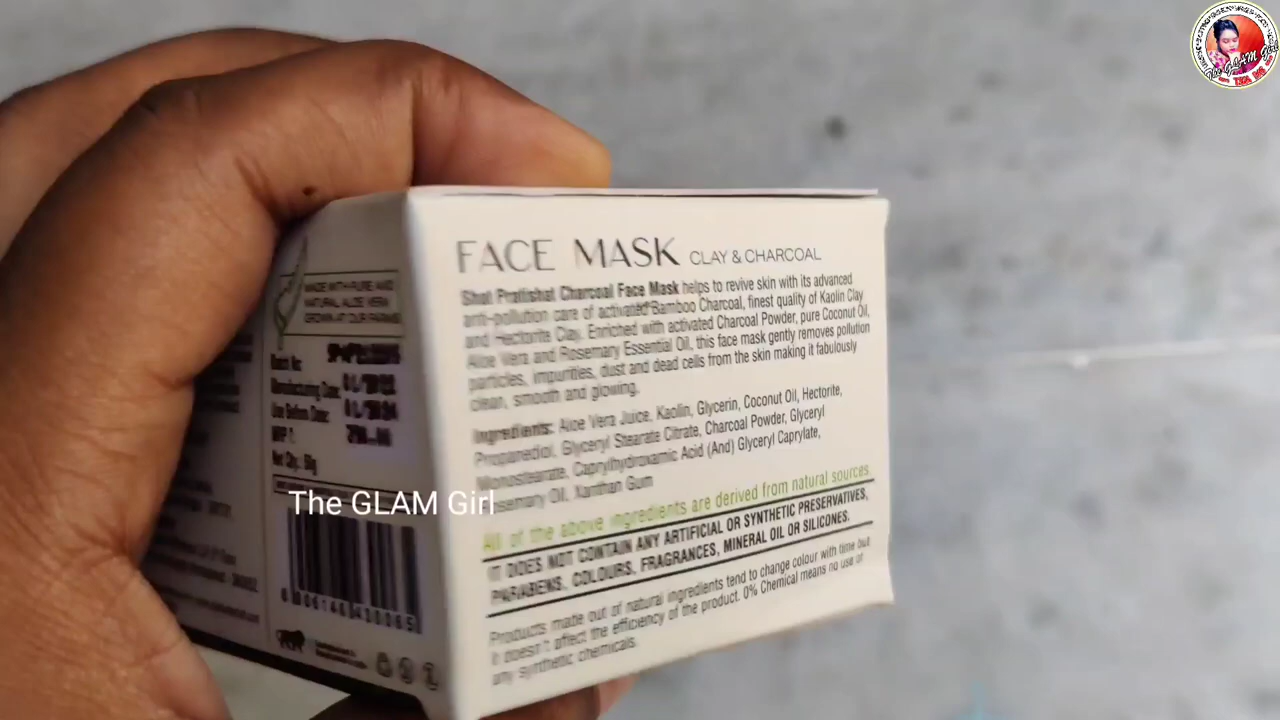 FACE MASK CLAY & CHARCOAL
Shat Pratishat Charcoal Face Mask helps to revive skin with its advanced
anti-pollution care of activated Bamboo Charcoal, finest quality of Kaolin Clay
and Hectorite Clay. Enriched with activated Charcoal Powder, pure Coconut Oil,
Aloe Vera and Rosemary Essential Oil, this face mask gently removes pollution
particles, impurities, dust and dead cells from the skin making it fabulously
clean, smooth and glowing.
Ingredients: Aloe Vera Juice, Kaolin, Glycerin, Coconut Oil, Hectorite,
Propanediol, Glyceryl Stearate Citrate, Charcoal Powder, Glyceryl
Monostearate, Caprylhydroxamic Acid (And) Glyceryl Caprylate,
Rosemary Oil, Xanthan Gum
All of the above ingredients are derived from natural sources.
IT DOES NOT CONTAIN ANY ARTIFICIAL OR SYNTHETIC PRESERVATIVES,
PARABENS, COLOURS, FRAGRANCES, MINERAL OIL OR SILICONES.
Products made out of natural ingredients tend to change colour with time but
it doesn't affect the efficiency of the product. 0% Chemical means no use of
any synthetic chemicals.
MADE WITH PURE AND
NATURAL ALOE VERA
GROWN AT OUR FARMS
Batch No:
Manufacturing Date:
Use Before Date:
MRP ₹:
Net Qty.
The GLAM Girl
The GLAM Girl